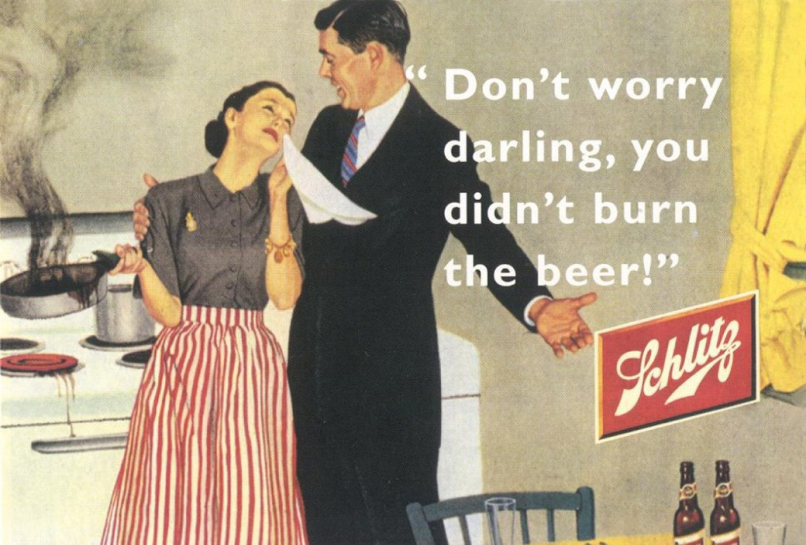 “Don’t worry
darling, you
didn’t burn
the beer!”
Schlitz